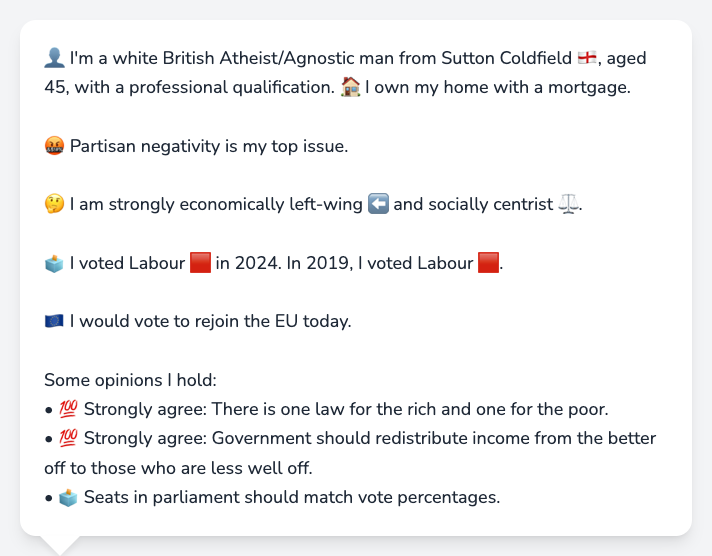 👤 I'm a white British Atheist/Agnostic man from Sutton Coldfield 🏴󠁧󠁢󠁥󠁮󠁧󠁿, aged
45, with a professional qualification. 🏠 I own my home with a mortgage.
🤬 Partisan negativity is my top issue.
🤔 I am strongly economically left-wing ⬅️ and socially centrist ⚖️.
🗳️ I voted Labour 🟥 in 2024. In 2019, I voted Labour 🟥.
🇪🇺 I would vote to rejoin the EU today.
Some opinions I hold:
• 💯 Strongly agree: There is one law for the rich and one for the poor.
• 💯 Strongly agree: Government should redistribute income from the better
off to those who are less well off.
• 🗳️ Seats in parliament should match vote percentages.